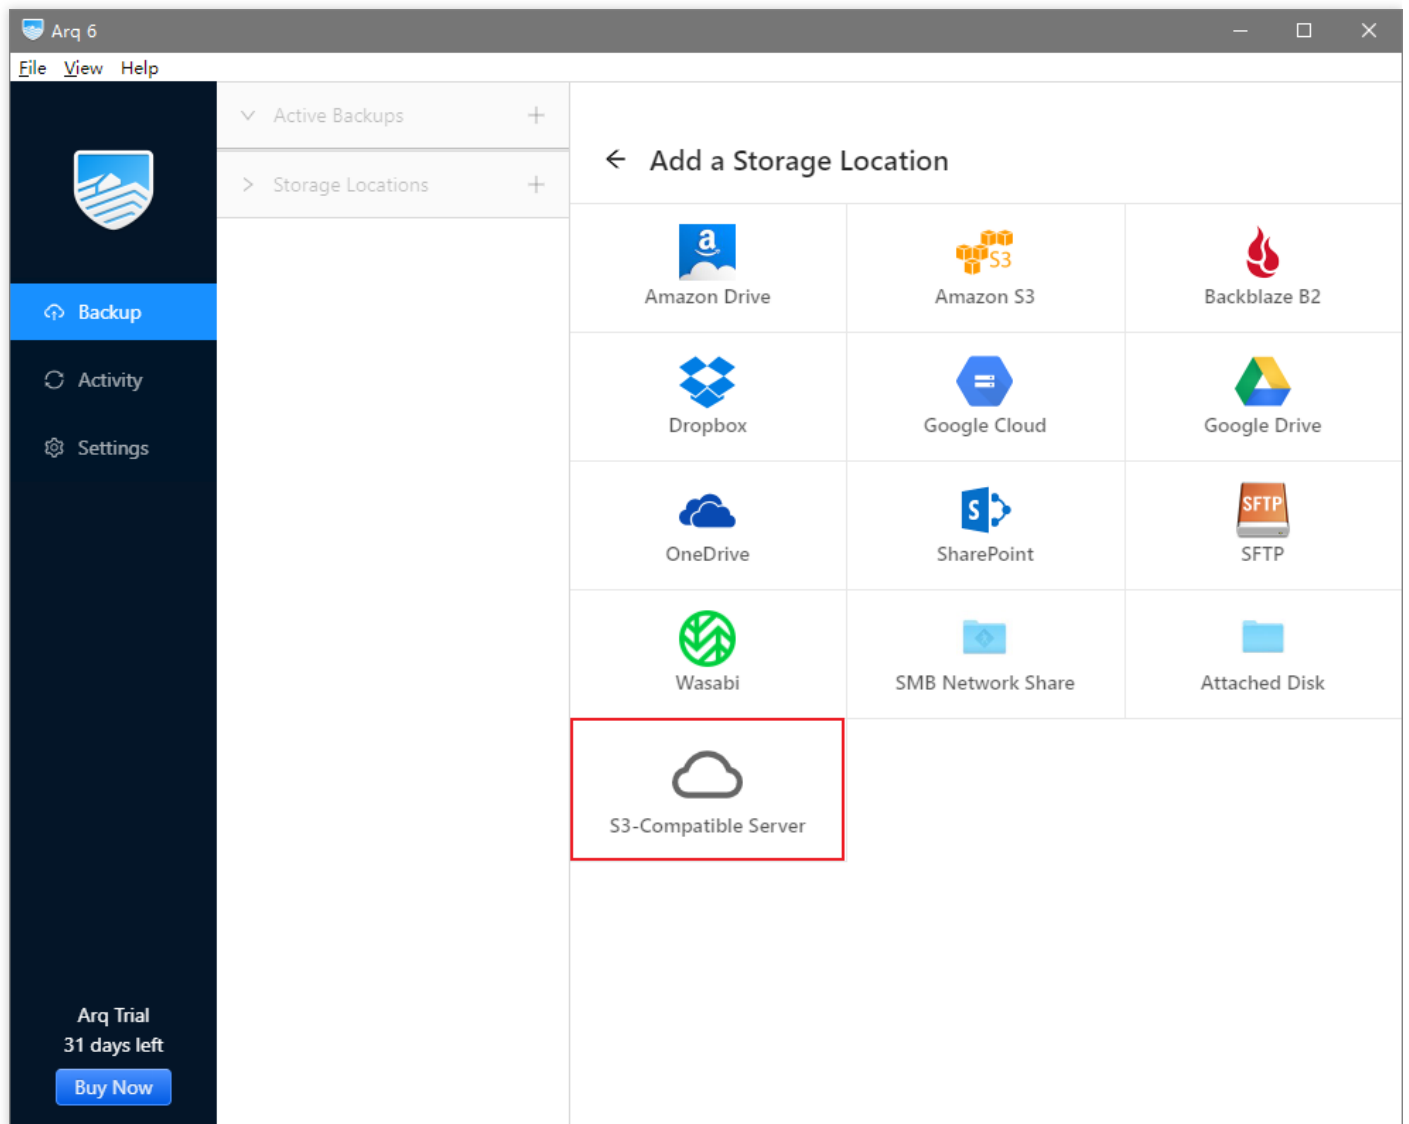 Arq 6
File View Help
Active Backups
Storage Locations
Backup
Activity
Settings
Arq Trial
31 days left
Buy Now
Add a Storage Location
a
Amazon Drive
S3
Amazon S3
Backblaze B2
Dropbox
Google Cloud
Google Drive
OneDrive
S
SharePoint
SFTP
SFTP
Wasabi
SMB Network Share
Attached Disk
S3-Compatible Server